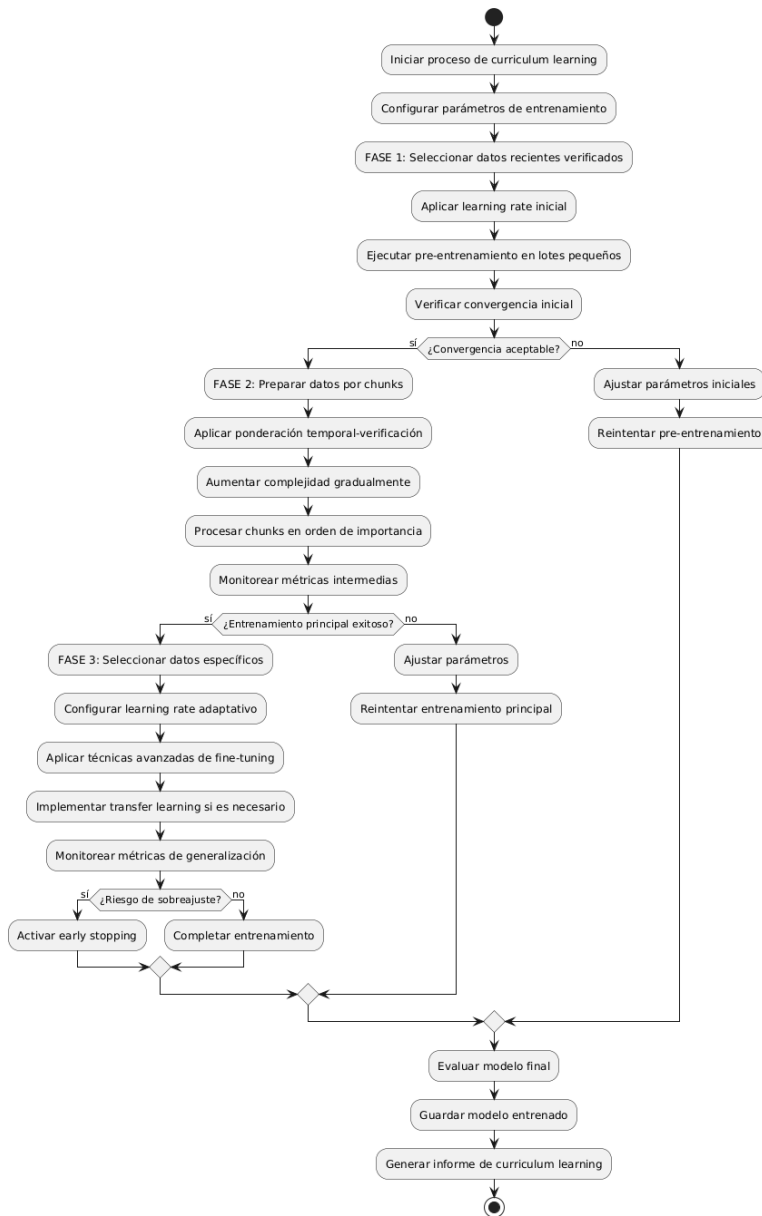 Iniciar proceso de curriculum learning
Configurar parámetros de entrenamiento
FASE 1: Seleccionar datos recientes verificados
Aplicar learning rate inicial
Ejecutar pre-entrenamiento en lotes pequeños
Verificar convergencia inicial
sí
¿Convergencia aceptable?
no
FASE 2: Preparar datos por chunks
Aplicar ponderación temporal-verificación
Aumentar complejidad gradualmente
Procesar chunks en orden de importancia
Monitorear métricas intermedias
sí
¿Entrenamiento principal exitoso?
no
FASE 3: Seleccionar datos específicos
Configurar learning rate adaptativo
Aplicar técnicas avanzadas de fine-tuning
Implementar transfer learning si es necesario
Monitorear métricas de generalización
sí
¿Riesgo de sobreajuste?
no
Activar early stopping
Completar entrenamiento
Ajustar parámetros
Reintentar entrenamiento principal
Ajustar parámetros iniciales
Reintentar pre-entrenamiento
Evaluar modelo final
Guardar modelo entrenado
Generar informe de curriculum learning